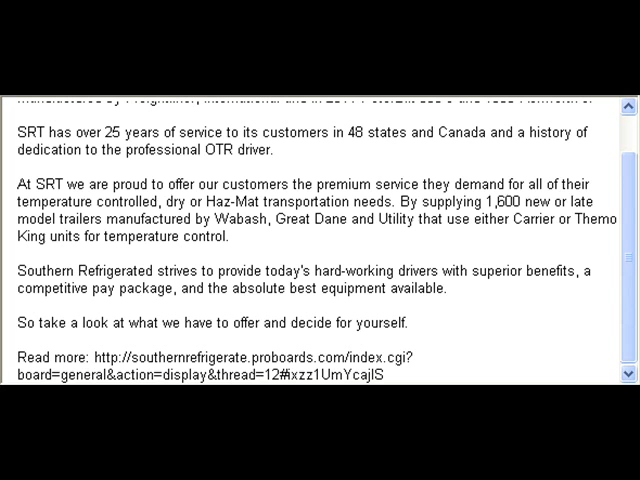 SRT has over 25 years of service to its customers in 48 states and Canada and a history of
dedication to the professional OTR driver.
At SRT we are proud to offer our customers the premium service they demand for all of their
temperature controlled, dry or Haz-Mat transportation needs. By supplying 1,600 new or late
model trailers manufactured by Wabash, Great Dane and Utility that use either Carrier or Themo
King units for temperature control.
Southern Refrigerated strives to provide today's hard-working drivers with superior benefits, a
competitive pay package, and the absolute best equipment available.
So take a look at what we have to offer and decide for yourself.
Read more: http://southernrefrigerate.proboards.com/index.cgi?
board=general&action=display&thread=12#ixzz1UmYcajIS